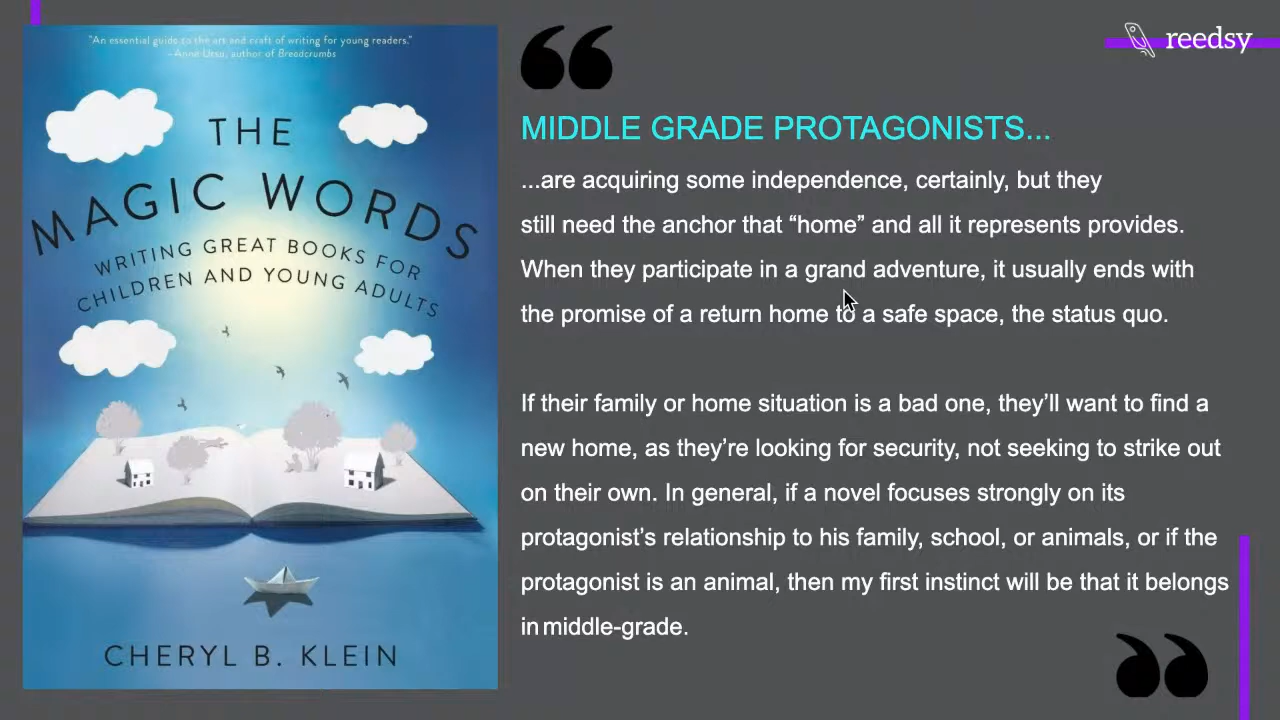 "An essential guide to the art and craft of writing for young readers."
–Anne Ursu, author of Breadcrumbs
THE
MAGIC WORDS
WRITING GREAT BOOKS FOR
CHILDREN AND YOUNG ADULTS
CHERYL B. KLEIN
reedsy
“
MIDDLE GRADE PROTAGONISTS...
...are acquiring some independence, certainly, but they
still need the anchor that “home” and all it represents provides.
When they participate in a grand adventure, it usually ends with
the promise of a return home to a safe space, the status quo.
If their family or home situation is a bad one, they’ll want to find a
new home, as they’re looking for security, not seeking to strike out
on their own. In general, if a novel focuses strongly on its
protagonist’s relationship to his family, school, or animals, or if the
protagonist is an animal, then my first instinct will be that it belongs
in middle-grade.
”